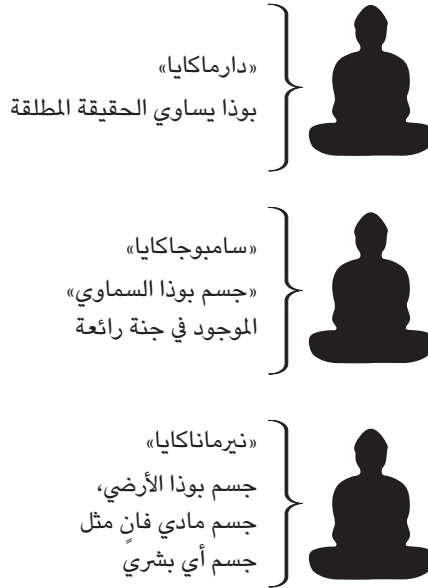 «دارماكايا»
بوذا يساوي الحقيقة المطلقة
«سامبوجاكايا»
«جسم بوذا السماوي»
الموجود في جنة رائعة
«نيرماناكايا»
جسم بوذا الأرضي،
جسم مادي فانٍ مثل
جسم أي بشري